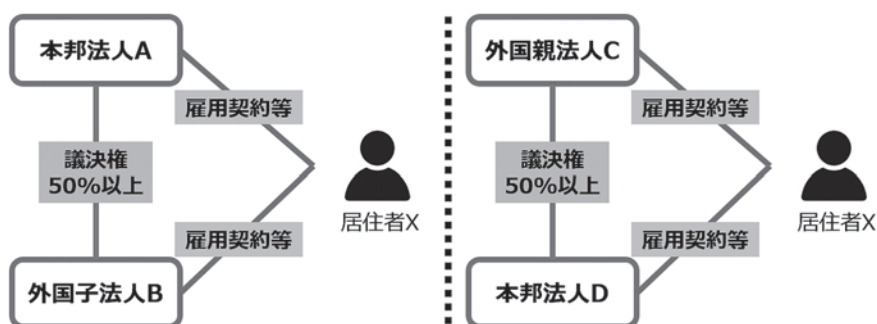 本邦法人A
雇用契約等
議決権
50%以上
居住者X
雇用契約等
外国子法人B
外国親法人C
雇用契約等
議決権
50%以上
居住者X
雇用契約等
本邦法人D